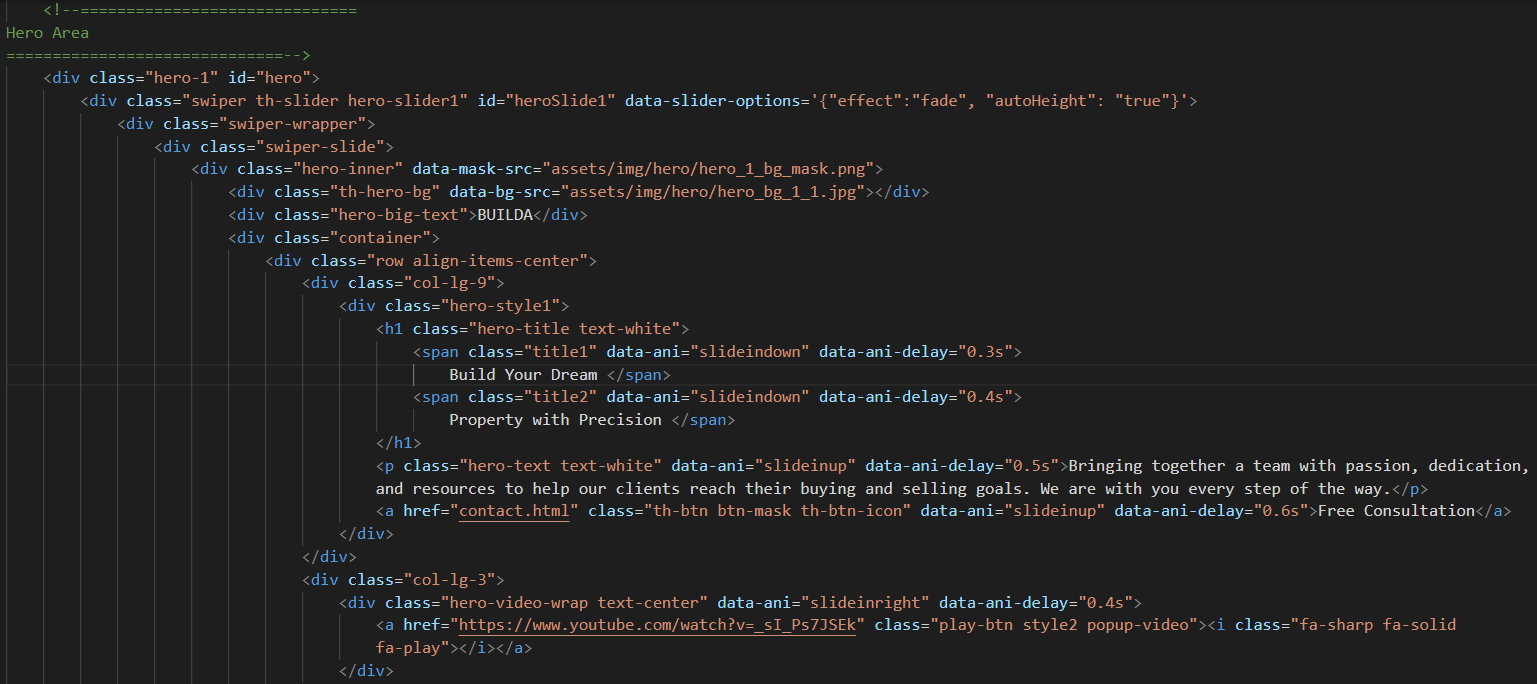 <!--==============================
Hero Area
==============================-->
<div class="hero-1" id="hero">
<div class="swiper th-slider hero-slider1" id="heroSlide1" data-slider-options='{"effect":"fade", "autoHeight": "true"}'>
<div class="swiper-wrapper">
<div class="swiper-slide">
<div class="hero-inner" data-mask-src="assets/img/hero/hero_1_bg_mask.png">
<div class="th-hero-bg" data-bg-src="assets/img/hero/hero_bg_1_1.jpg"></div>
<div class="hero-big-text">BUILDA</div>
<div class="container">
<div class="row align-items-center">
<div class="col-lg-9">
<div class="hero-style1">
<h1 class="hero-title text-white">
<span class="title1" data-ani="slideindown" data-ani-delay="0.3s">
Build Your Dream </span>
<span class="title2" data-ani="slideindown" data-ani-delay="0.4s">
Property with Precision </span>
</h1>
<p class="hero-text text-white" data-ani="slideinup" data-ani-delay="0.5s">Bringing together a team with passion, dedication,
and resources to help our clients reach their buying and selling goals. We are with you every step of the way.</p>
<a href="contact.html" class="th-btn btn-mask th-btn-icon" data-ani="slideinup" data-ani-delay="0.6s">Free Consultation</a>
</div>
</div>
<div class="col-lg-3">
<div class="hero-video-wrap text-center" data-ani="slideinright" data-ani-delay="0.4s">
<a href="https://www.youtube.com/watch?v=_sI_Ps7JSEk" class="play-btn style2 popup-video"><i class="fa-sharp fa-solid
fa-play"></i></a>
</div>